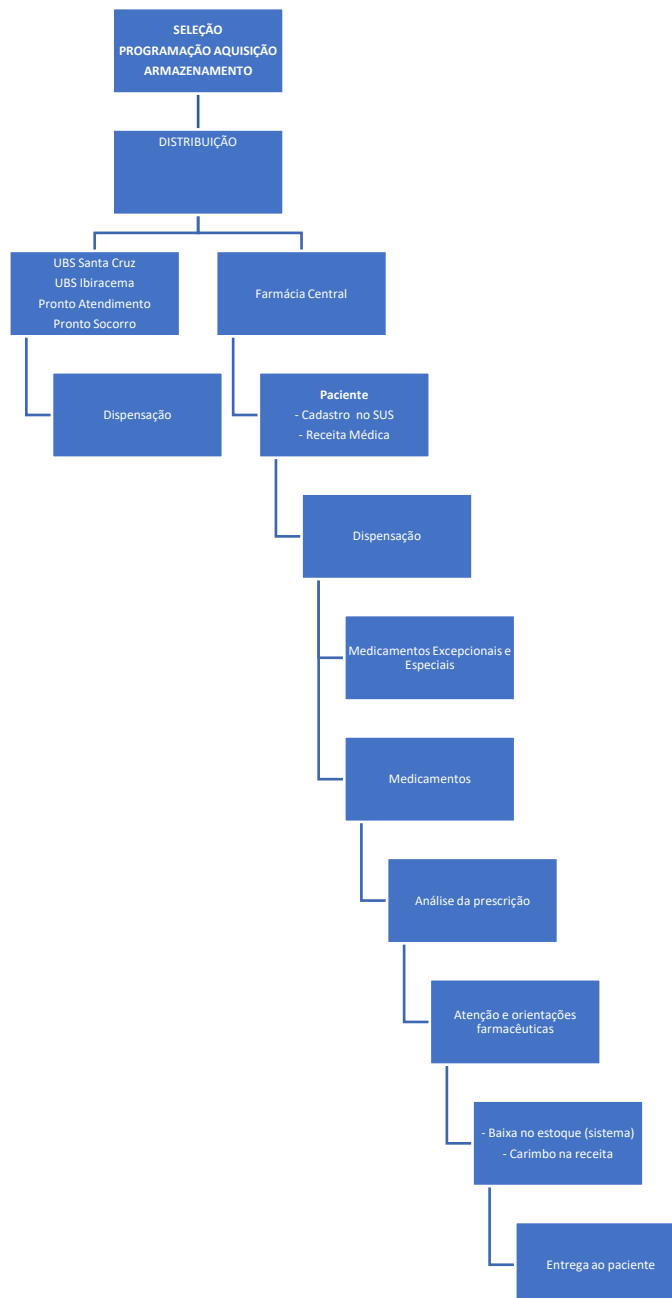 SELEÇÃO
PROGRAMAÇÃO AQUISIÇÃO
ARMAZENAMENTO
DISTRIBUIÇÃO
UBS Santa Cruz
UBS Ibiracema
Pronto Atendimento
Pronto Socorro
Farmácia Central
Dispensação
Paciente
- Cadastro no SUS
- Receita Médica
Dispensação
Medicamentos Excepcionais e
Especiais
Medicamentos
Análise da prescrição
Atenção e orientações
farmacêuticas
- Baixa no estoque (sistema)
- Carimbo na receita
Entrega ao paciente